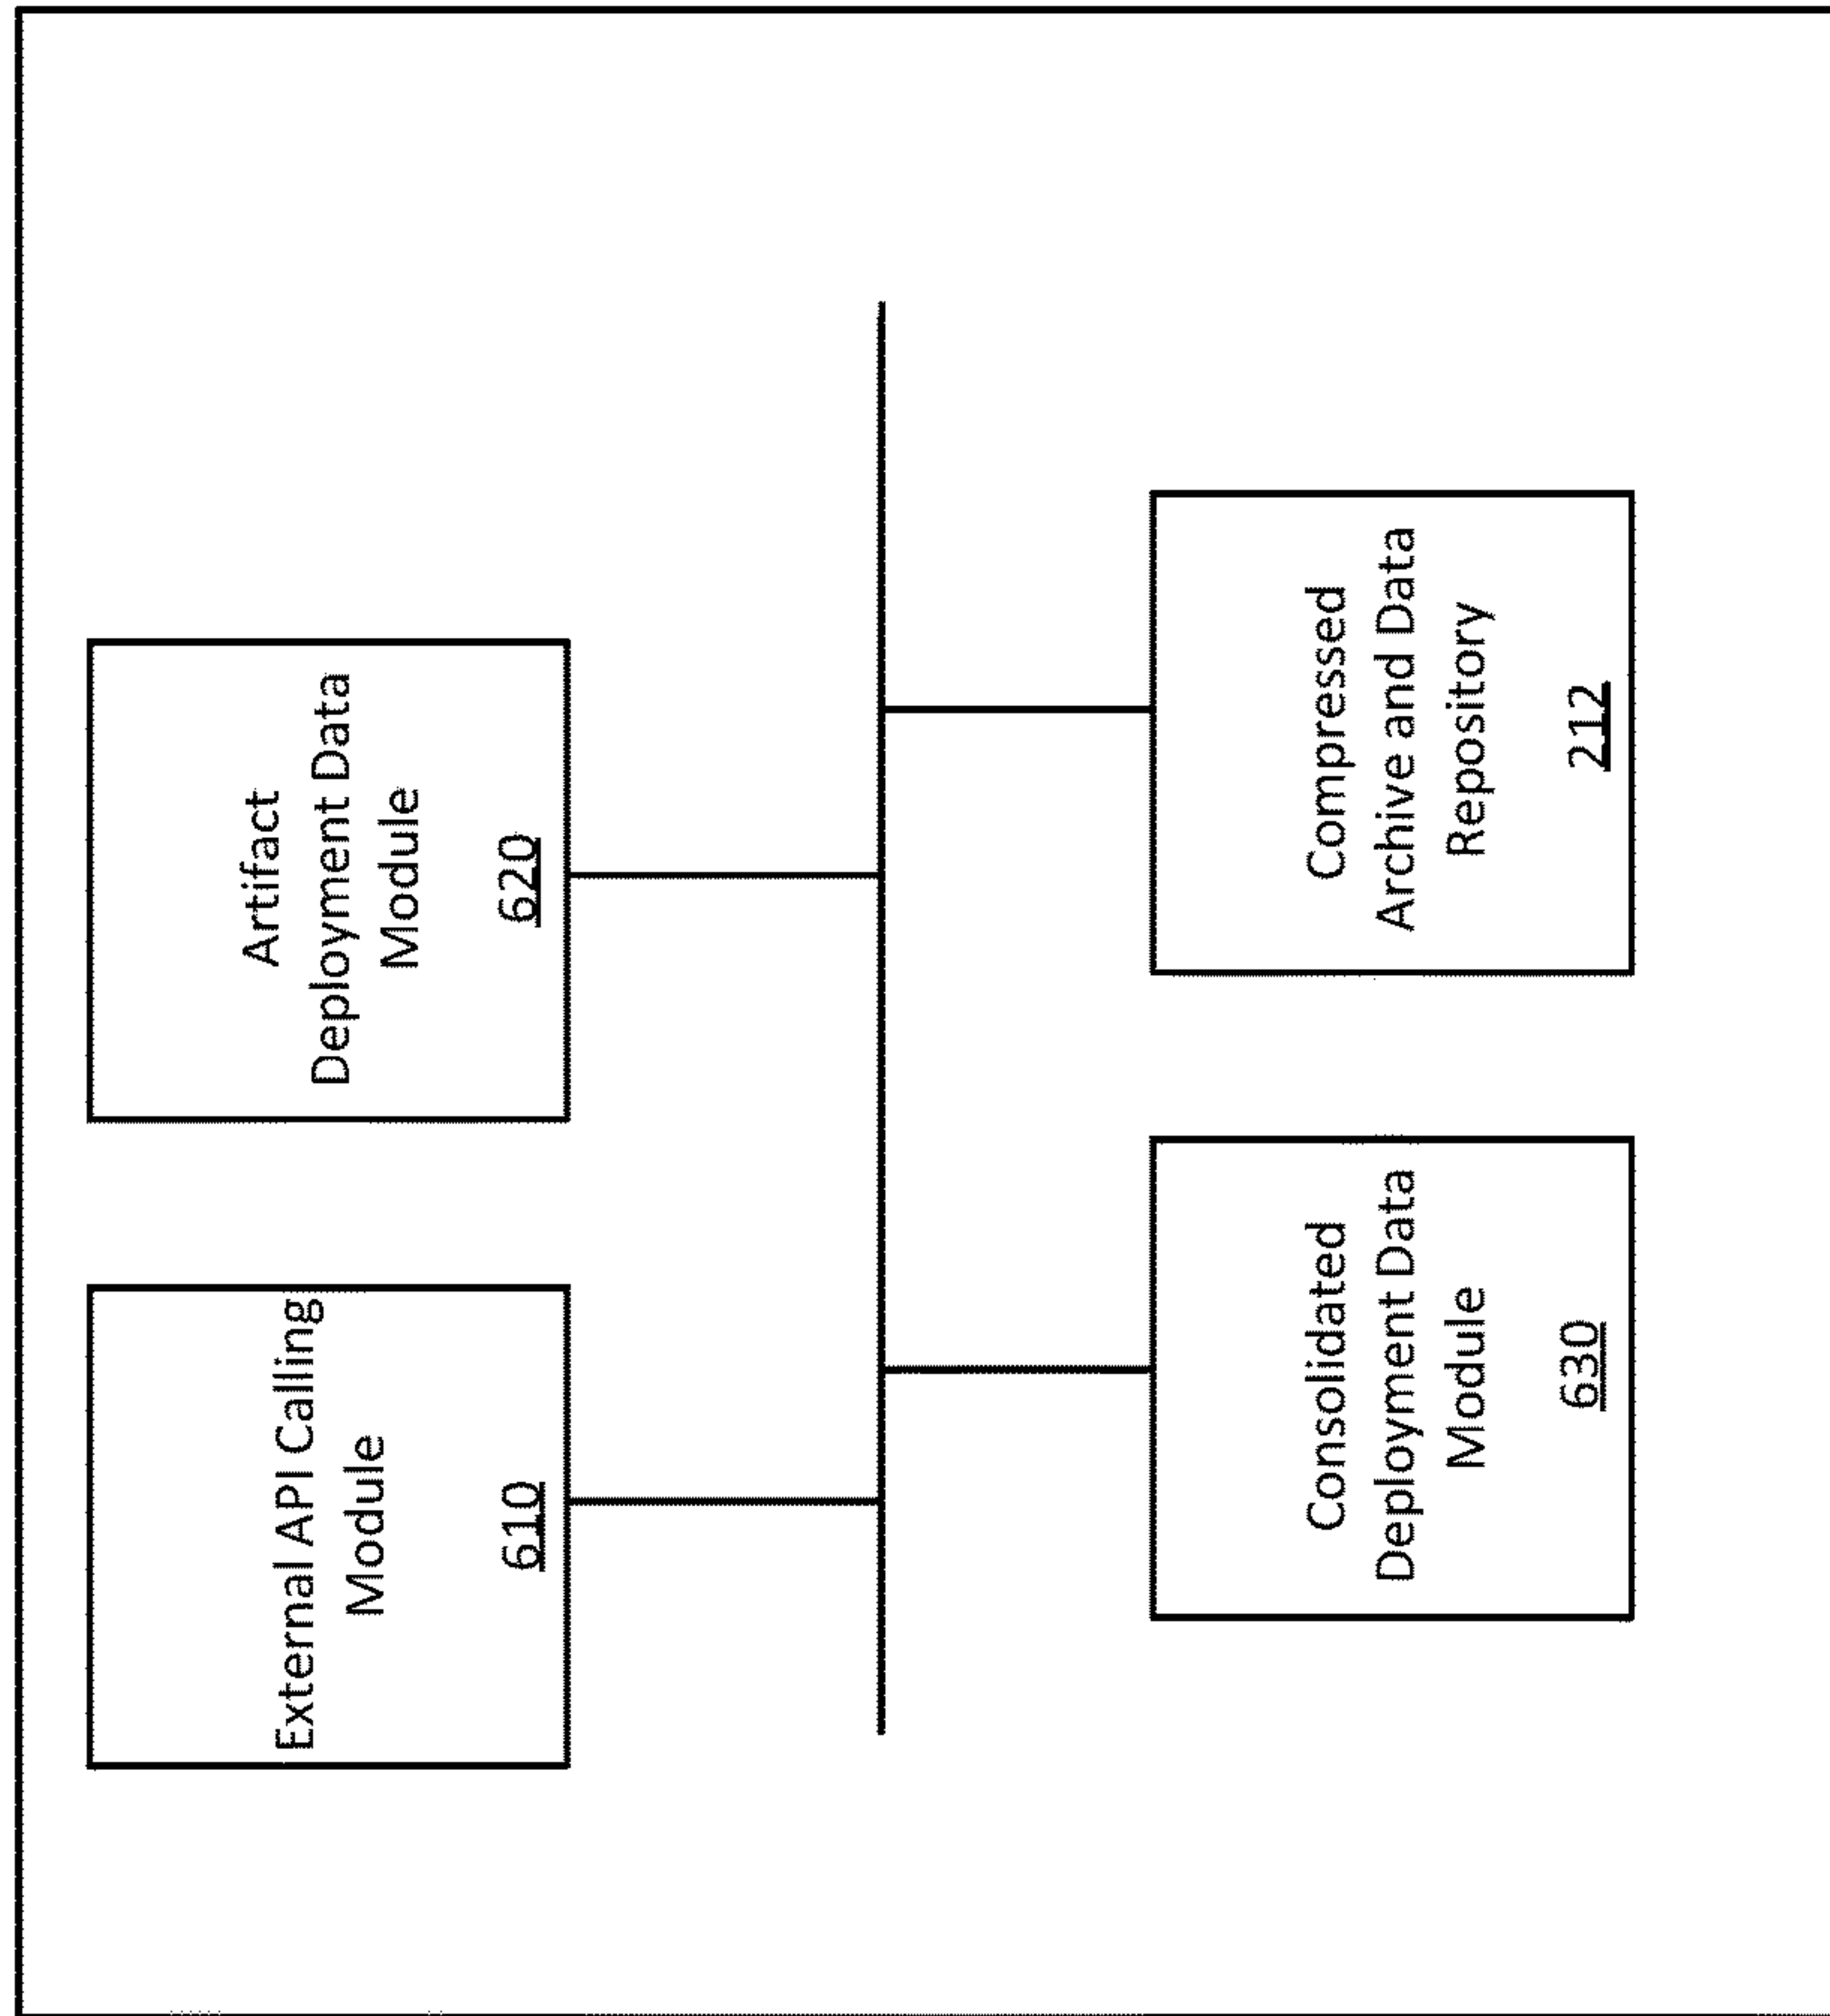 External API Calling
Module
610
Artifact
Deployment Data
Module
620
Consolidated
Deployment Data
Module
630
Compressed
Archive and Data
Repository
212